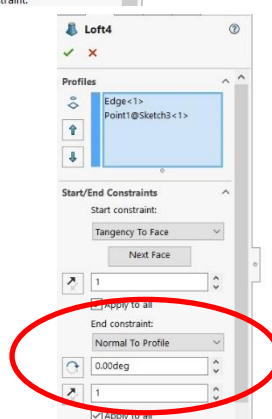 traint.
Loft4
Profiles
Edge<1>
Point1@Sketch3<1>
Start/End Constraints
Start constraint:
Tangency To Face
Next Face
1
Apply to all
End constraint:
Normal To Profile
0.00deg
1
Apply to all